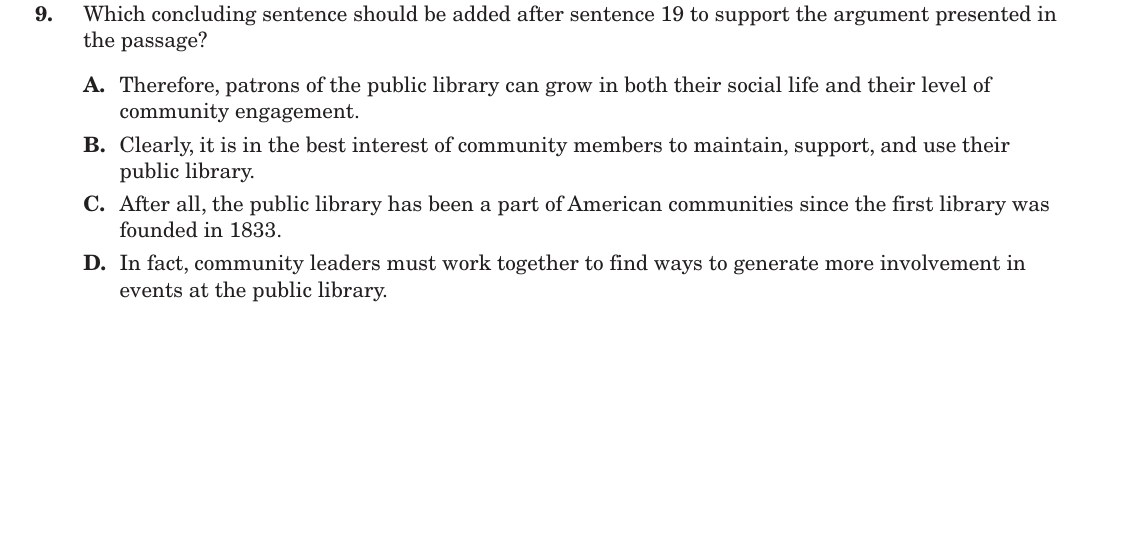 9. Which concluding sentence should be added after sentence 19 to support the argument presented in
the passage?
A. Therefore, patrons of the public library can grow in both their social life and their level of
community engagement.
B. Clearly, it is in the best interest of community members to maintain, support, and use their
public library.
C. After all, the public library has been a part of American communities since the first library was
founded in 1833.
D. In fact, community leaders must work together to find ways to generate more involvement in
events at the public library.